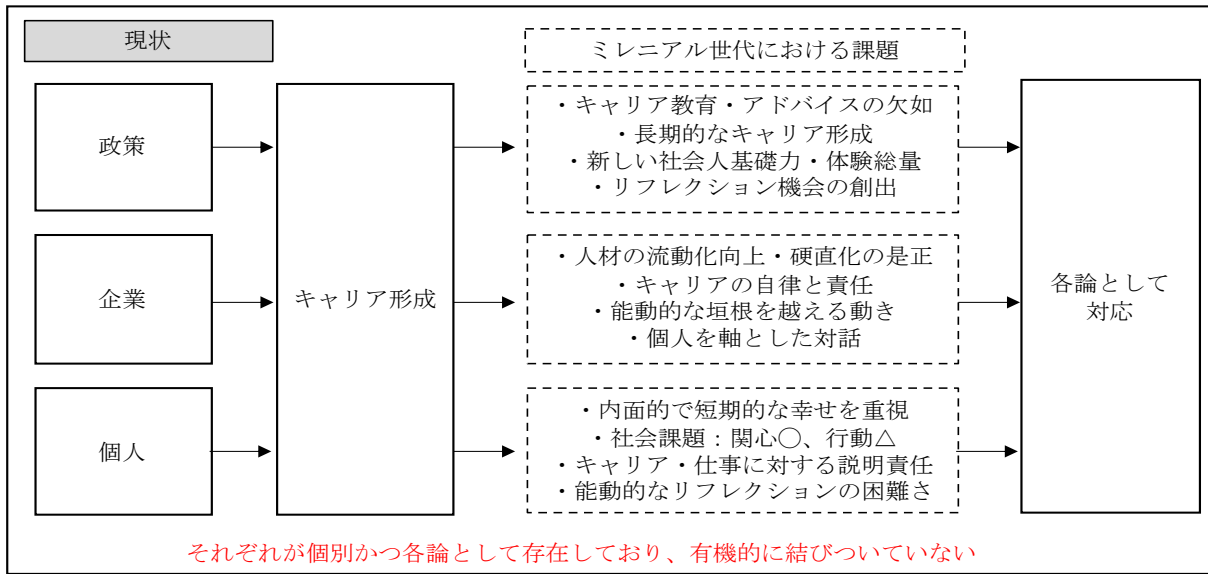 現状
ミレニアル世代における課題
政策
・キャリア教育・アドバイスの欠如
・長期的なキャリア形成
・新しい社会人基礎力・体験総量
・リフレクション機会の創出
企業
キャリア形成
・人材の流動化向上・硬直化の是正
・キャリアの自律と責任
・能動的な垣根を越える動き
・個人を軸とした対話
各論として
対応
個人
・内面的で短期的な幸せを重視
・社会課題：関心〇、行動△
・キャリア・仕事に対する説明責任
・能動的なリフレクションの困難さ
それぞれが個別かつ各論として存在しており、有機的に結びついていない